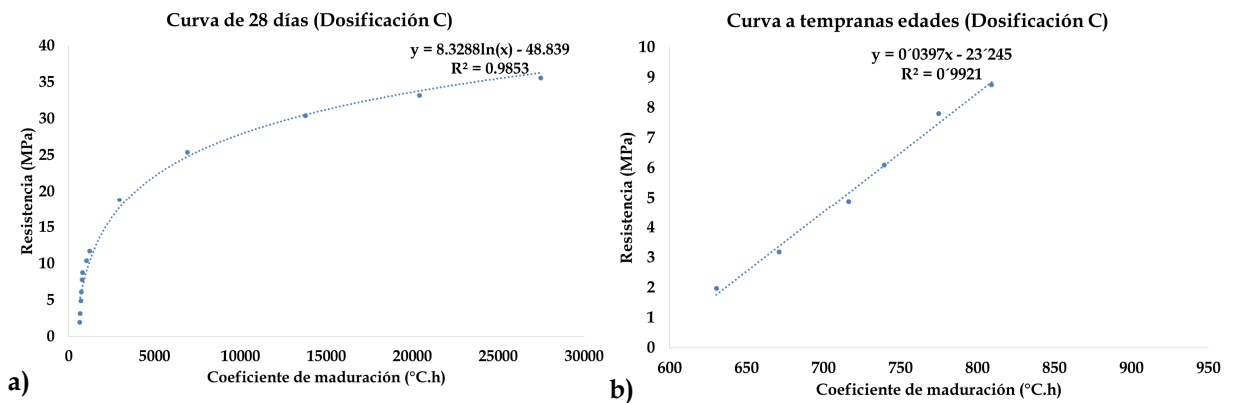 Curva de 28 días (Dosificación C)
y = 8.3288ln(x) - 48.839
R² = 0.9853
40
35
30
25
20
15
10
5
0
Resistencia (MPa)
0 5000 10000 15000 20000 25000 30000
Coeficiente de maduración (°C.h)
a)
Curva a tempranas edades (Dosificación C)
y = 0´0397x - 23´245
R² = 0´9921
10
9
8
7
6
5
4
3
2
1
0
Resistencia (MPa)
600 650 700 750 800 850 900 950
Coeficiente de maduración (°C.h)
b)